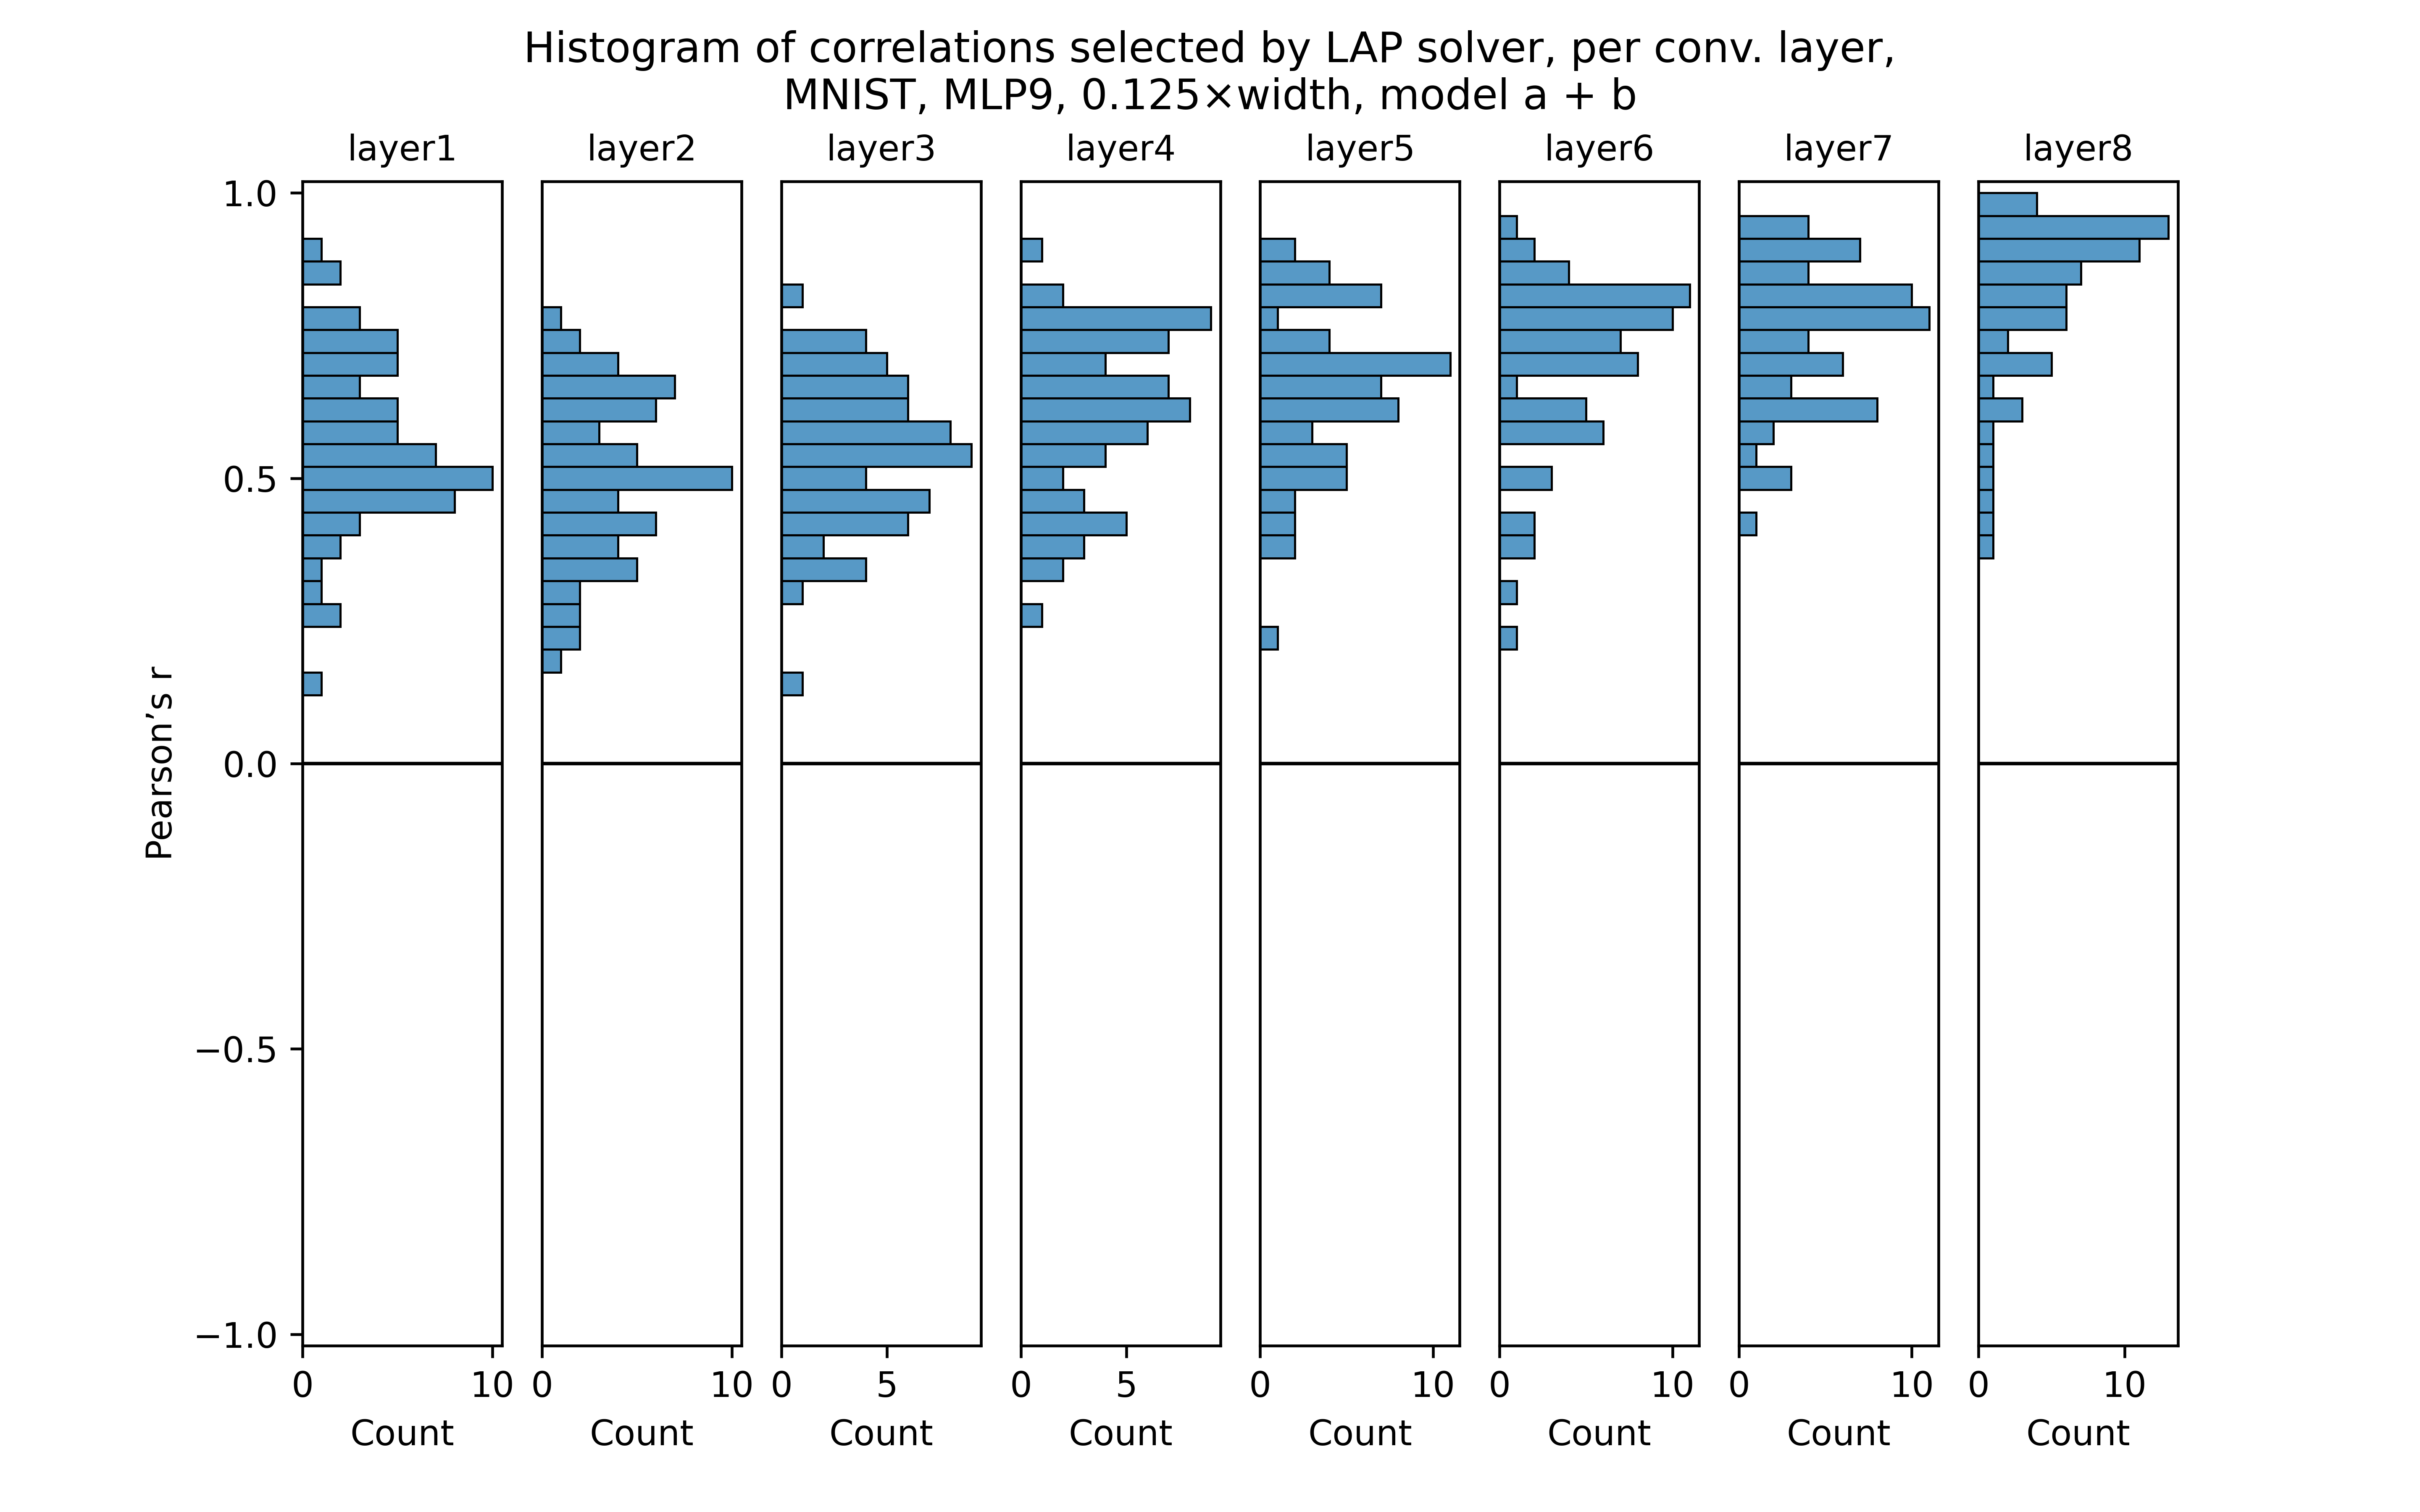 Histogram of correlations selected by LAP solver, per conv. layer,
MNIST, MLP9, 0.125×width, model a + b
layer1 layer2 layer3 layer4 layer5 layer6 layer7 layer8
1.0
0.5
0.0
−0.5
−1.0
Pearson’s r
0 10 0 10 0 5 0 5 0 10 0 10 0 10 0 10
Count Count Count Count Count Count Count Count